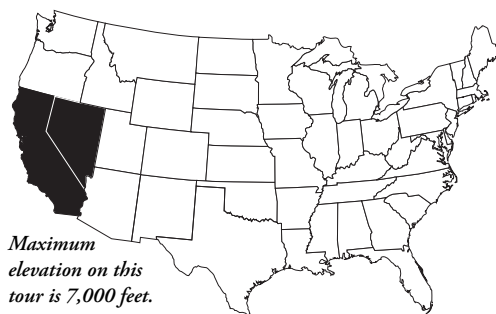 Maximum
elevation on this
tour is 7,000 feet.